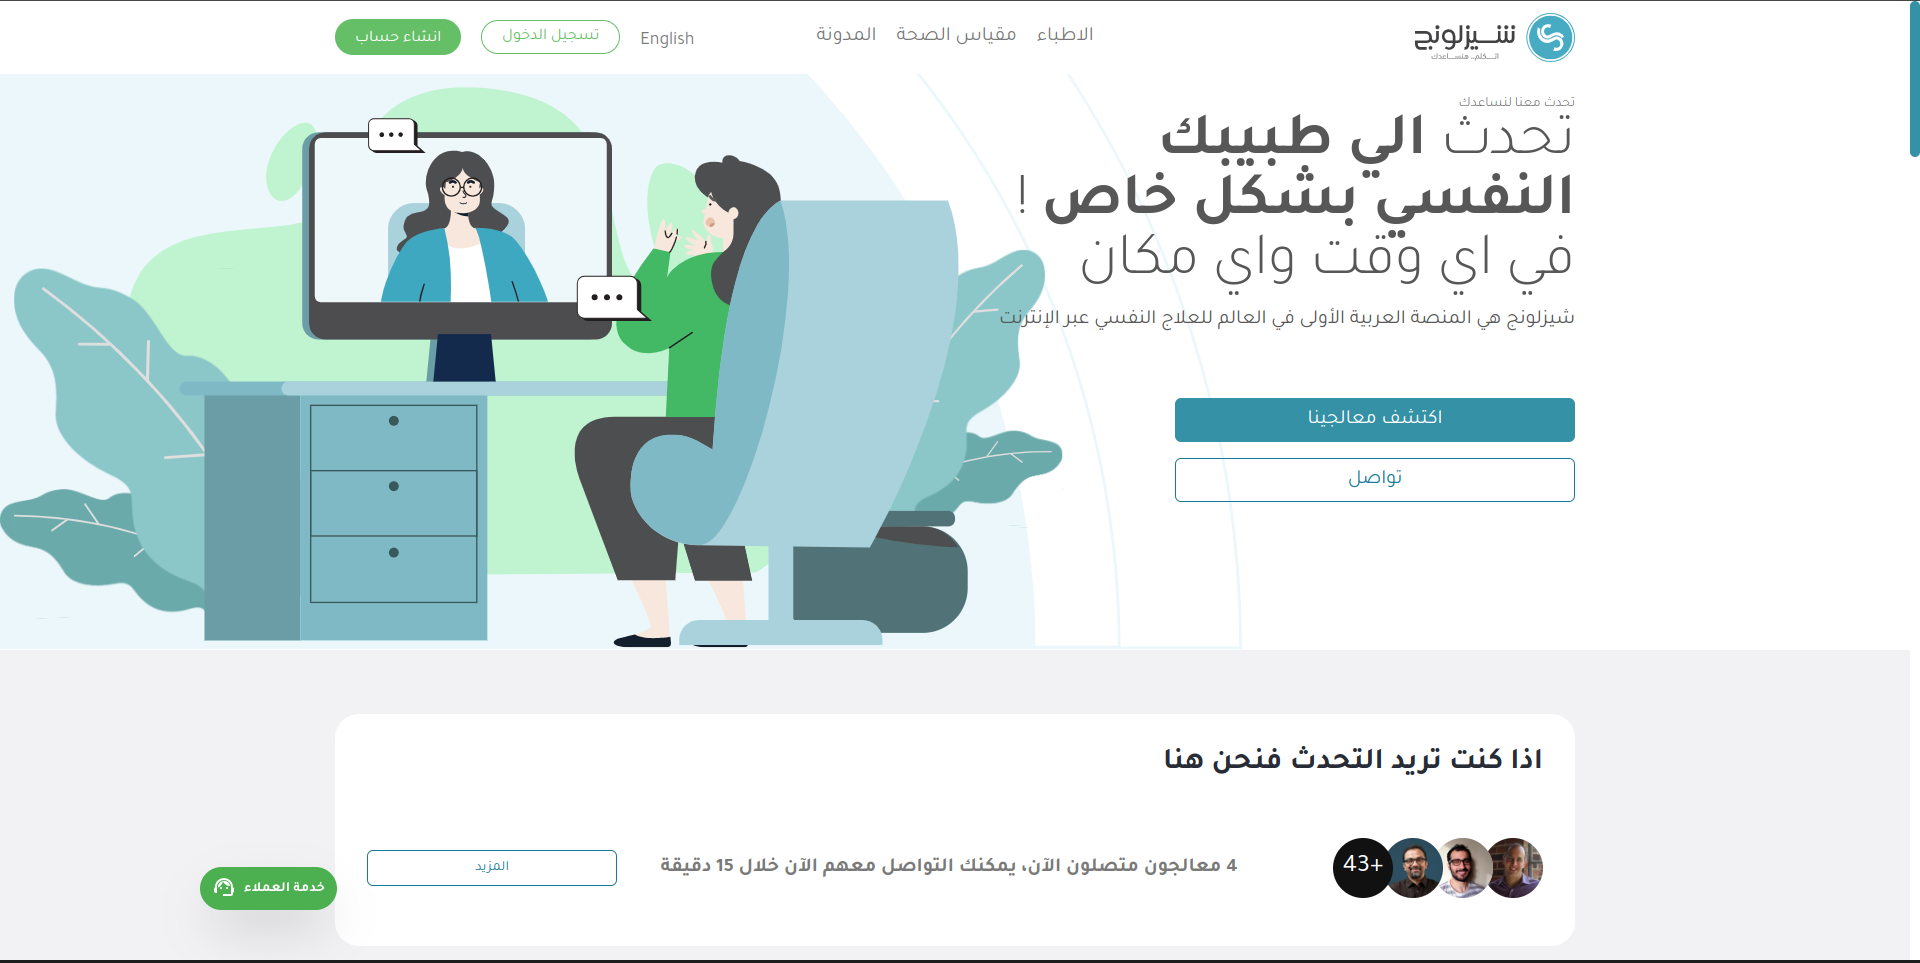 شيزلونج
اتكلم.. هنساعدك
الاطباء
مقياس الصحة
المدونة
English
تسجيل الدخول
انشاء حساب
تحدث معنا لنساعدك
تحدث الي طبيبك
النفسي بشكل خاص !
في اي وقت واي مكان
شيزلونج هي المنصة العربية الأولى في العالم للعلاج النفسي عبر الإنترنت
اكتشف معالجينا
تواصل
اذا كنت تريد التحدث فنحن هنا
43+
4 معالجون متصلون الآن، يمكنك التواصل معهم الآن خلال 15 دقيقة
المزيد
خدمة العملاء